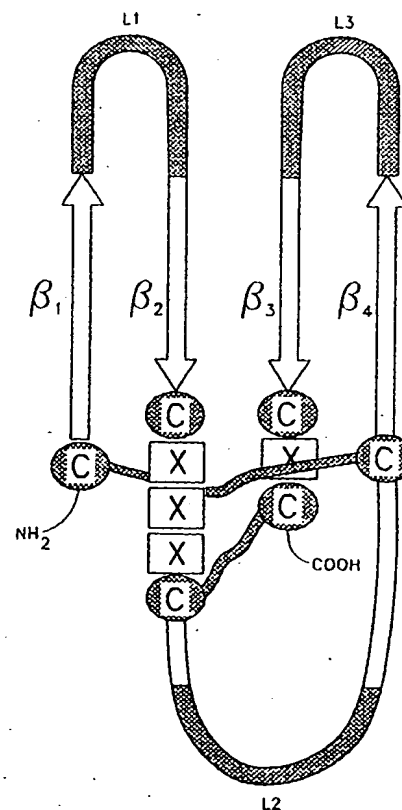 L1 L3
β1 β2 β3 β4
C C
C X X C
X C
NH2 X COOH
C
L2